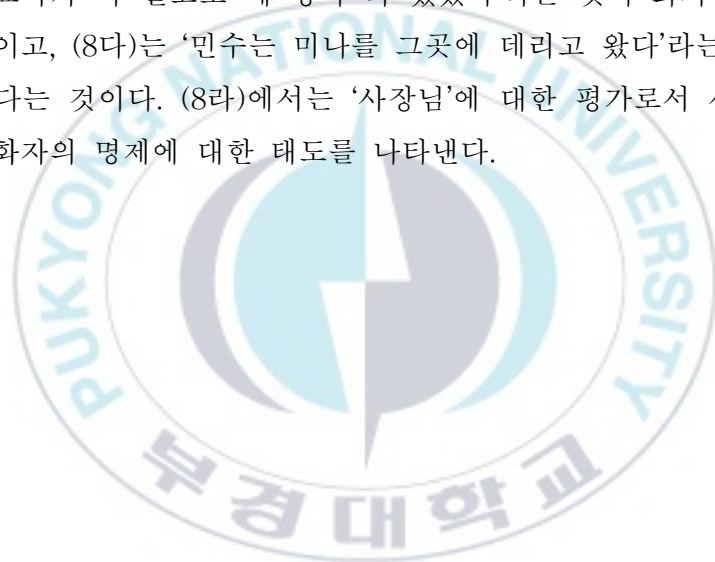 이고, (8다)는 ‘민수는 미나를 그곳에 데리고 왔다’라는
다는 것이다. (8라)에서는 ‘사장님’에 대한 평가로서
화자의 명제에 대한 태도를 나타낸다.
PUKYONG NATIONAL UNIVERSITY
부경대학교